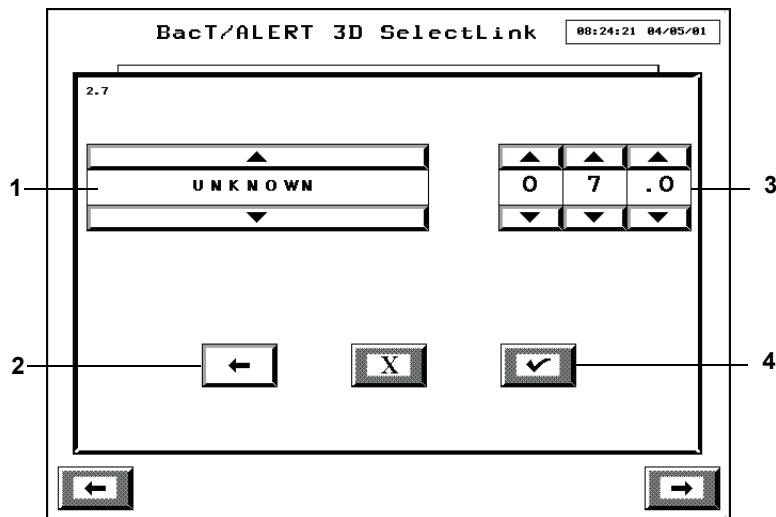 BacT/ALERT 3D SelectLink 08:24:21 04/05/01
2.7
1 UNKNOWN 0 7 .0 3
2 X 4